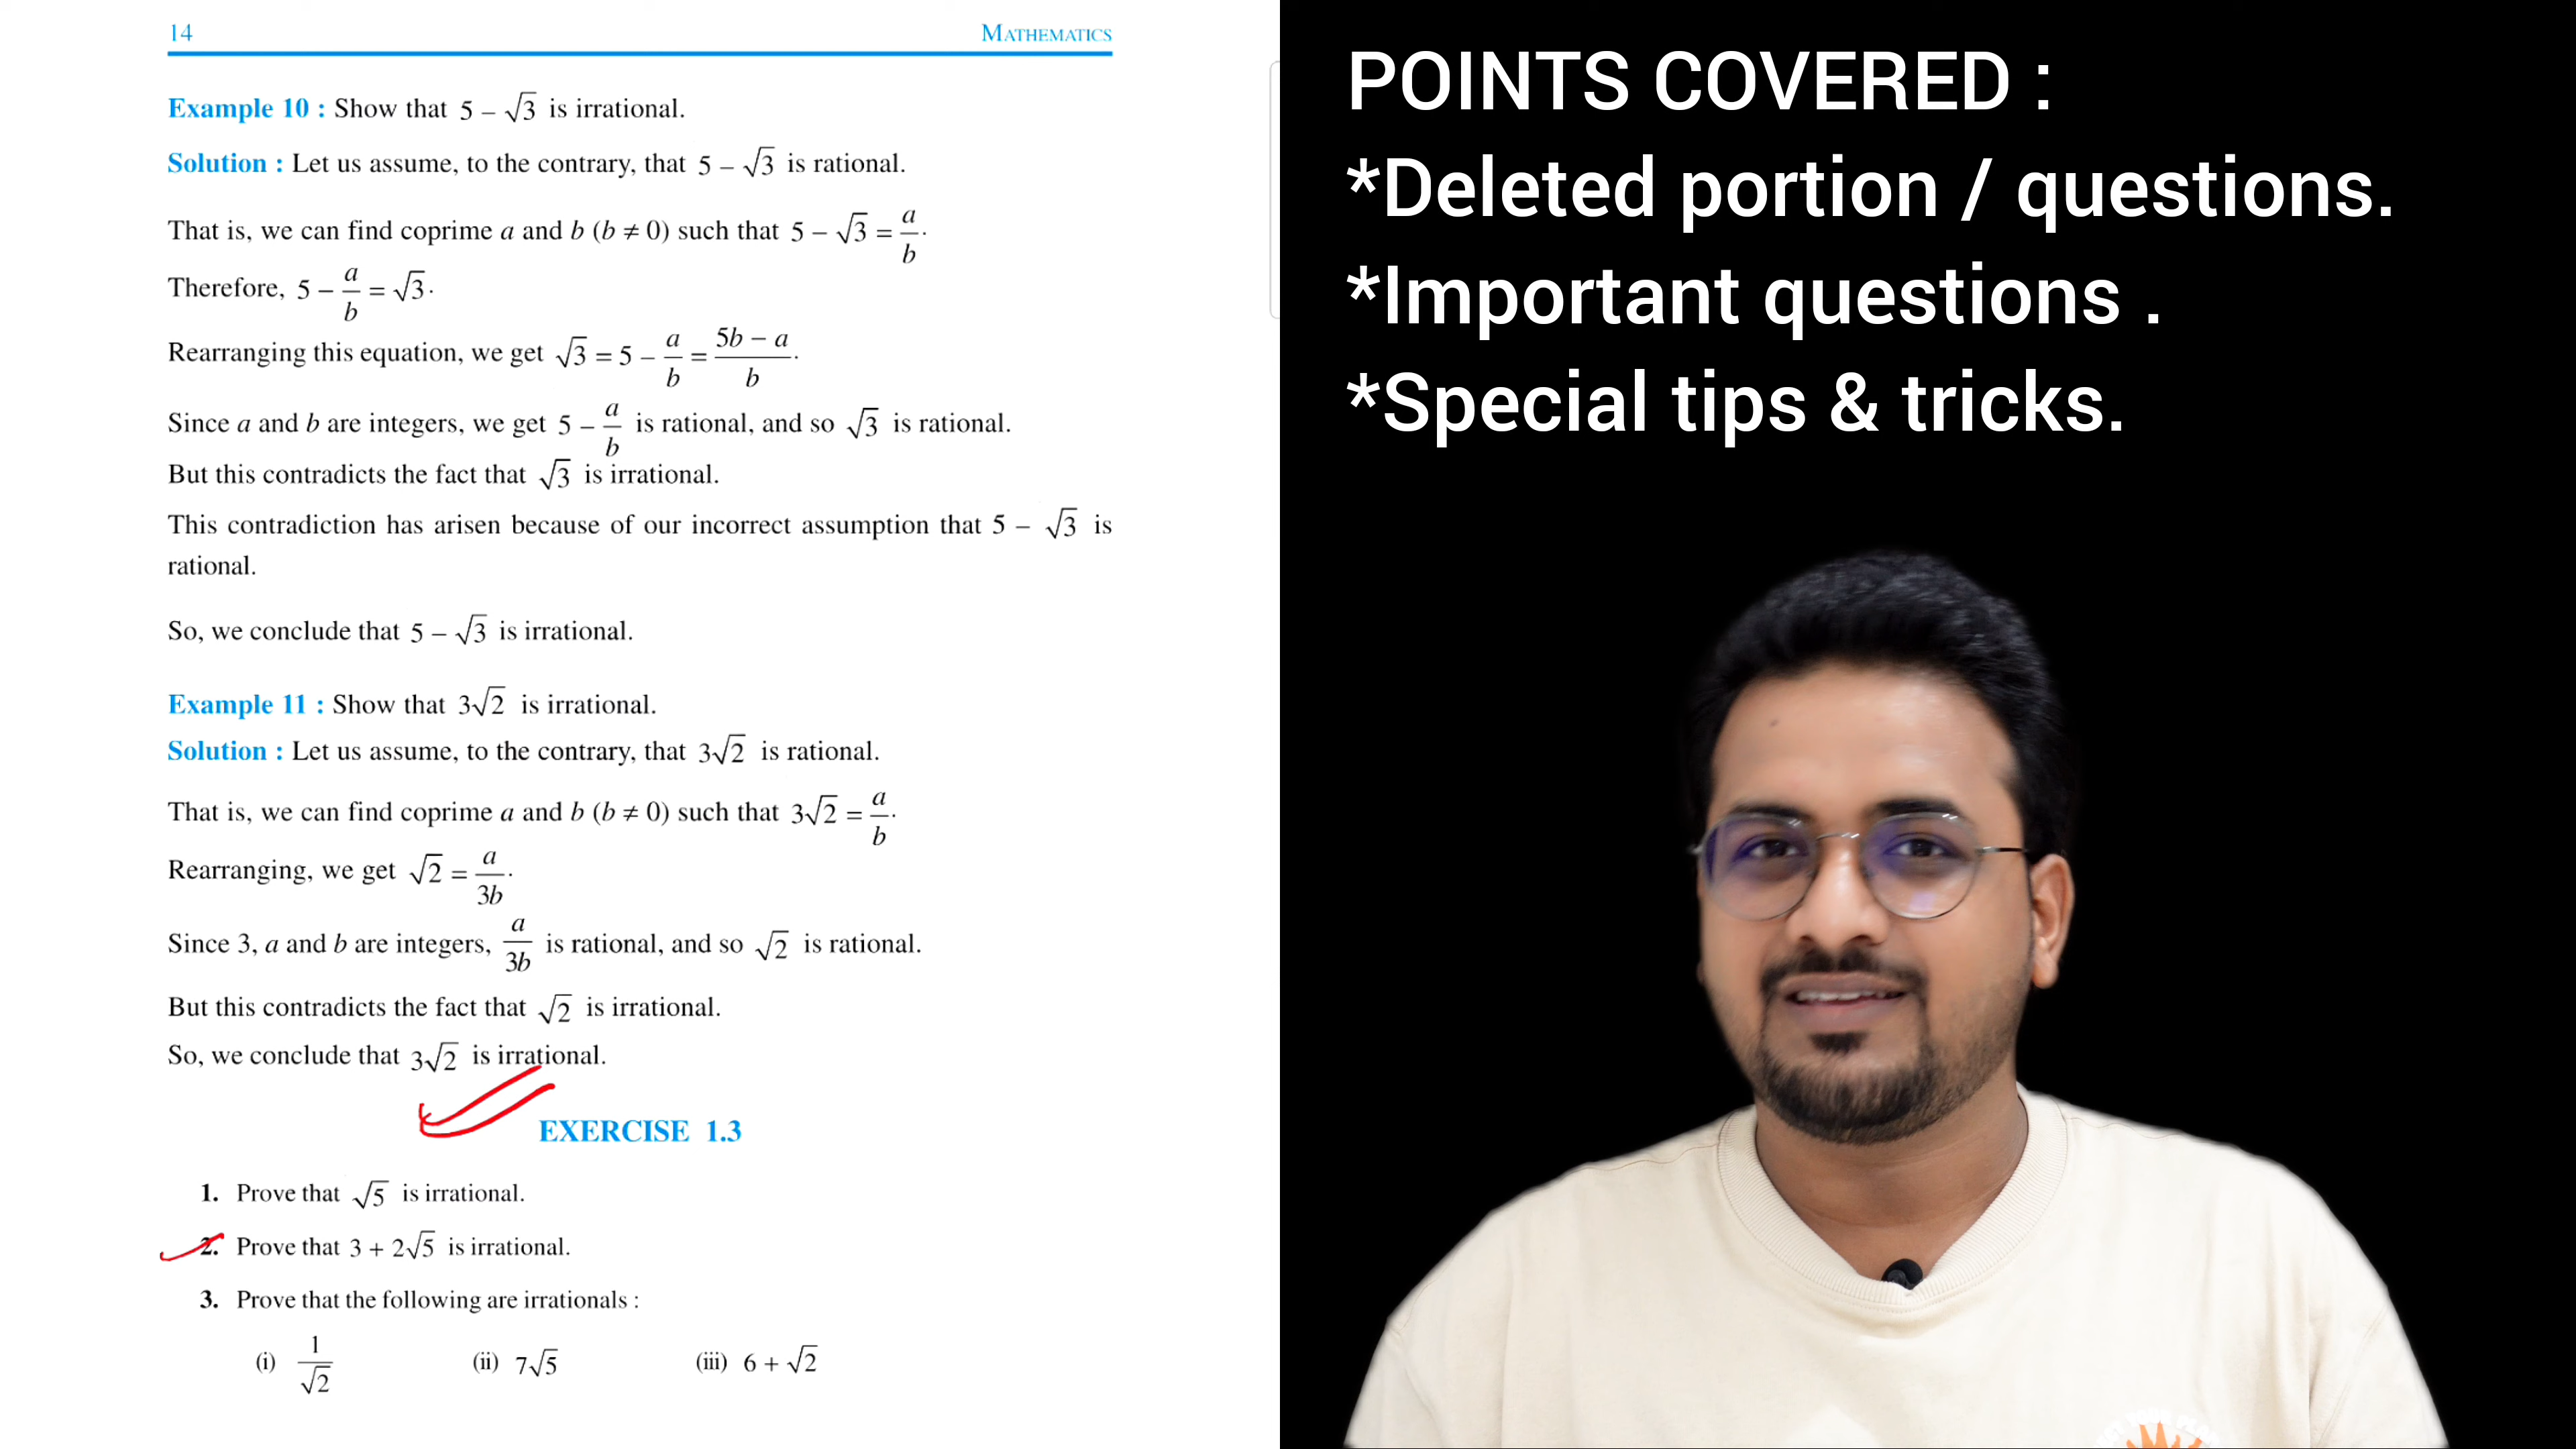 14 MATHEMATICS
Example 10 : Show that 5 – √3 is irrational.
Solution : Let us assume, to the contrary, that 5 – √3 is rational.
That is, we can find coprime a and b (b ≠ 0) such that 5 – √3 = a/b.
Therefore, 5 – a/b = √3.
Rearranging this equation, we get √3 = 5 – a/b = (5b – a)/b.
Since a and b are integers, we get 5 – a/b is rational, and so √3 is rational.
But this contradicts the fact that √3 is irrational.
This contradiction has arisen because of our incorrect assumption that 5 – √3 is
rational.
So, we conclude that 5 – √3 is irrational.
Example 11 : Show that 3√2 is irrational.
Solution : Let us assume, to the contrary, that 3√2 is rational.
That is, we can find coprime a and b (b ≠ 0) such that 3√2 = a/b.
Rearranging, we get √2 = a/3b.
Since 3, a and b are integers, a/3b is rational, and so √2 is rational.
But this contradicts the fact that √2 is irrational.
So, we conclude that 3√2 is irrational.
EXERCISE 1.3
1. Prove that √5 is irrational.
2. Prove that 3 + 2√5 is irrational.
3. Prove that the following are irrationals :
(i) 1/√2 (ii) 7√5 (iii) 6 + √2
POINTS COVERED :
*Deleted portion / questions.
*Important questions .
*Special tips & tricks.